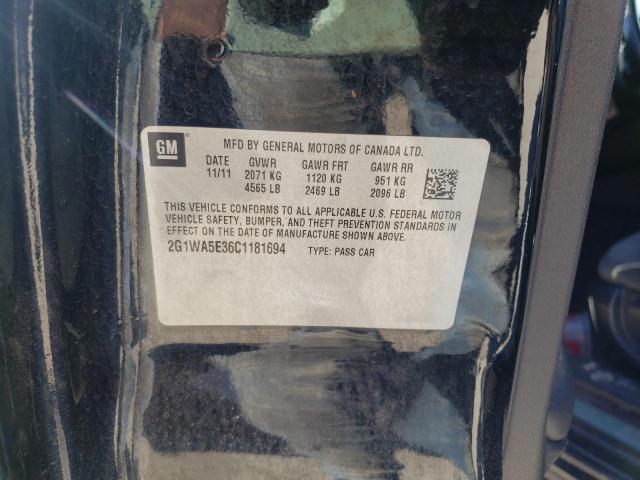 GM
MFD BY GENERAL MOTORS OF CANADA LTD.
DATE GVWR GAWR FRT GAWR RR
11/11 2071 KG 1120 KG 951 KG
4565 LB 2469 LB 2096 LB
THIS VEHICLE CONFORMS TO ALL APPLICABLE U.S. FEDERAL MOTOR
VEHICLE SAFETY, BUMPER, AND THEFT PREVENTION STANDARDS
IN EFFECT ON THE DATE OF MANUFACTURE SHOWN ABOVE.
2G1WA5E36C1181694 TYPE: PASS CAR